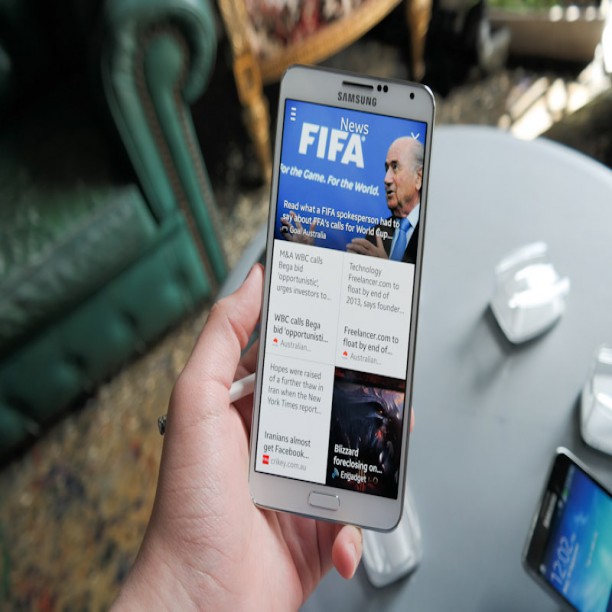 SAMSUNG
News
FIFA
For the Game. For the World.
Read what a FIFA spokesperson had to
say about FIFA's calls for World Cup...
Goal Australia
M&A WBC calls
Bega bid
'opportunistic',
urges investors to...
WBC calls Bega
bid 'opportunisti...
Australian...
Technology
Freelancer.com to
float by end of
2013, says founder...
Freelancer.com to
float by end of...
Australian...
Hopes were raised
of a further thaw in
Iran when the New
York Times report...
Iranians almost
get Facebook...
crikey.com.au
Blizzard
foreclosing on...
Engadget
SAMSUNG
12:02